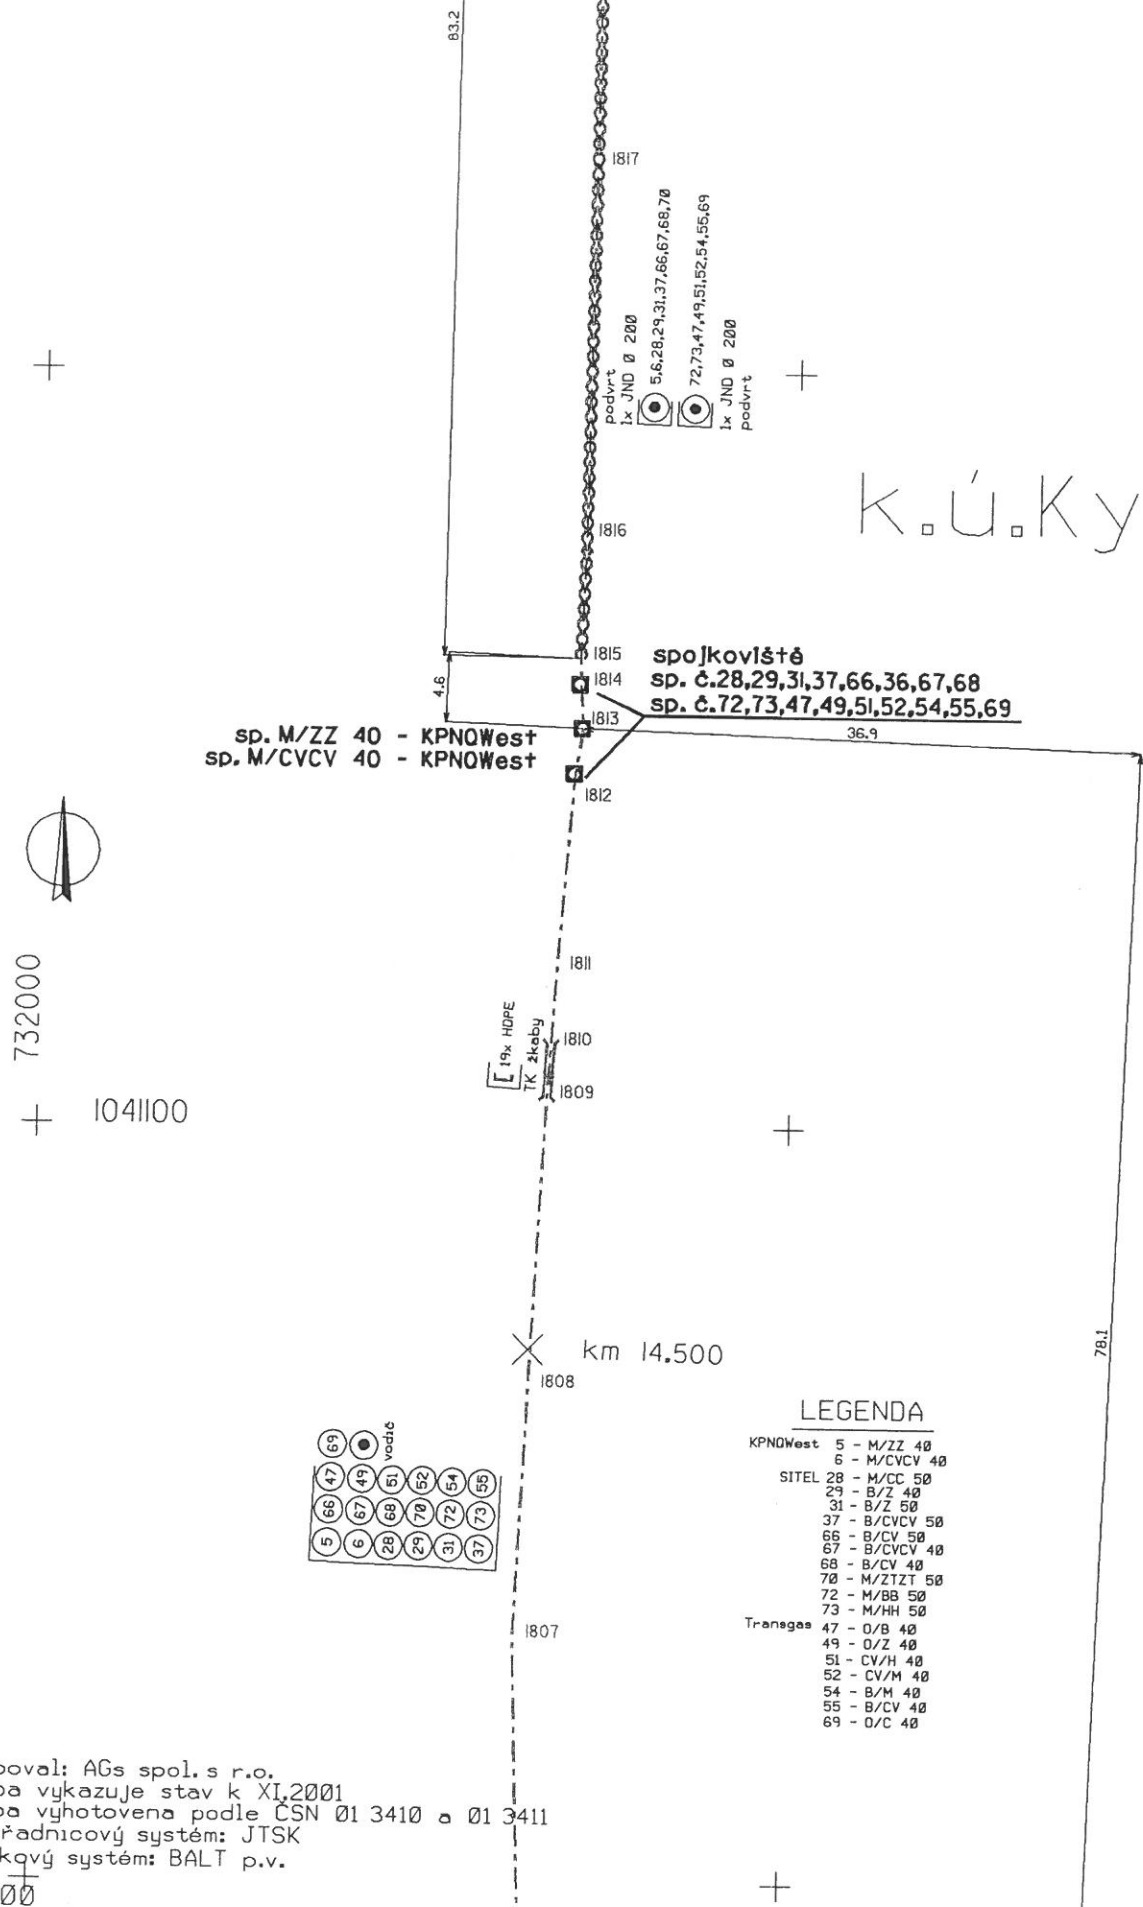 83.2
1817
podvrt
1x JND Ø 200
5,6,28,29,31,37,66,67,68,70
72,73,47,49,51,52,54,55,69
1x JND Ø 200
podvrt
k.ú.Ky
1816
1815
1814
1813
1812
4.6
spojkoviště
sp. č.28,29,31,37,66,36,67,68
sp. č.72,73,47,49,51,52,54,55,69
36.9
sp. M/ZZ 40 - KPNQWest
sp. M/CVCV 40 - KPNQWest
1811
732000
19x HDPE
TK žkaby
1810
1809
1041100
km 14.500
1808
78.1
69 vodič
47 49 51 52 54 55
66 67 68 70 72 73
5 6 28 29 31 37
LEGENDA
KPNQWest 5 - M/ZZ 40
6 - M/CVCV 40
SITEL 28 - M/CC 50
29 - B/Z 40
31 - B/Z 50
37 - B/CVCV 50
66 - B/CV 50
67 - B/CVCV 40
68 - B/CV 40
70 - M/ZTZT 50
72 - M/BB 50
73 - M/HH 50
Transgas 47 - O/B 40
49 - O/Z 40
51 - CV/H 40
52 - CV/M 40
54 - B/M 40
55 - B/CV 40
69 - O/C 40
1807
oval: AGs spol. s r.o.
pa vykazuje stav k XI.2001
pa vyhotovena podle ČSN 01 3410 a 01 3411
řadnicový systém: JTSK
kový systém: BALT p.v.
00